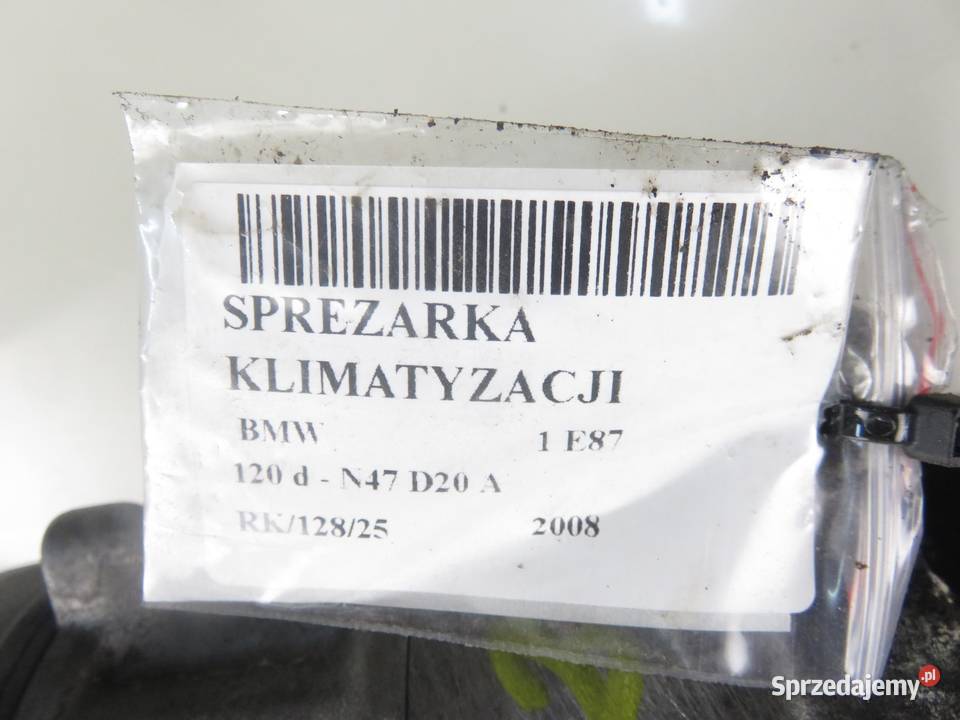 SPREZARKA
KLIMATYZACJI
BMW 1 E87
120 d - N47 D20 A
RK/128/25 2008
Sprzedajemy.pl